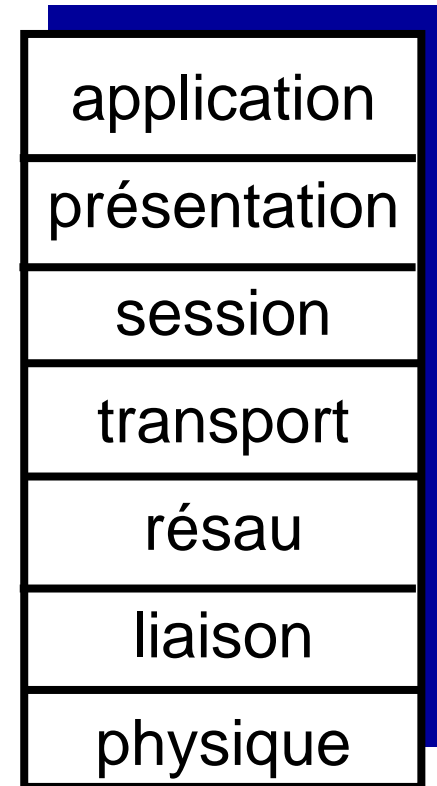 application
présentation
session
transport
résau
liaison
physique